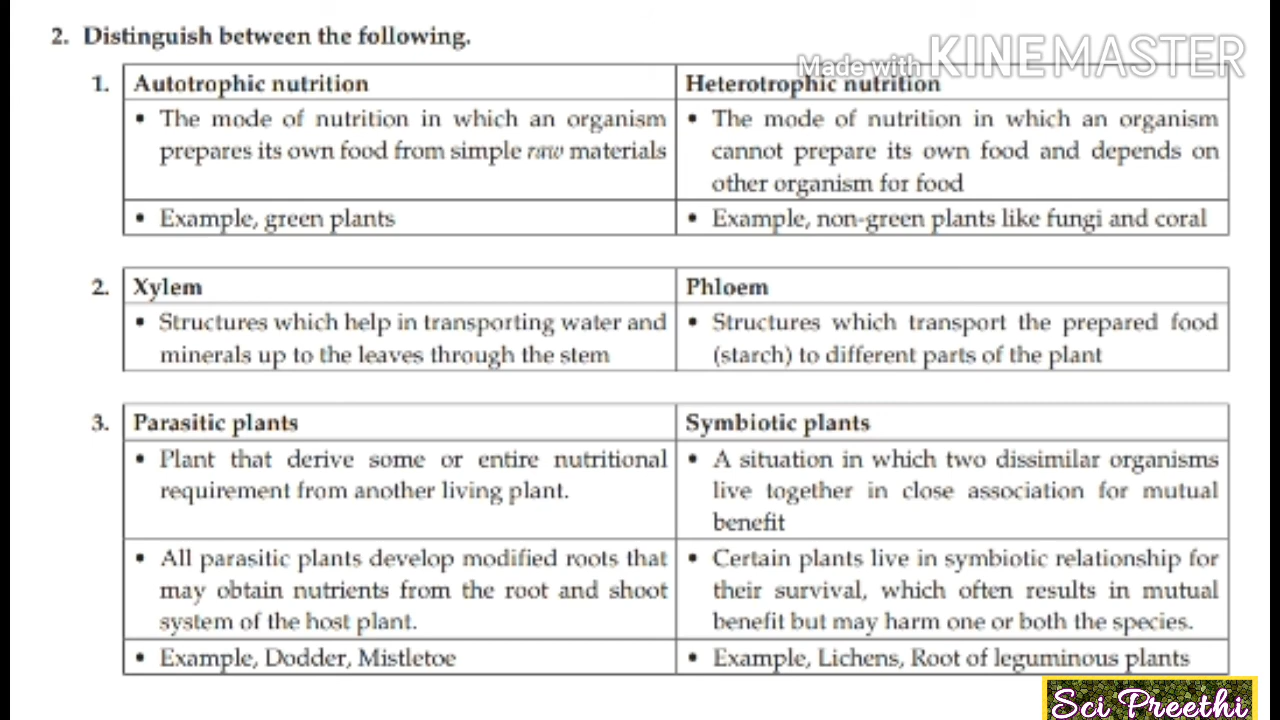 2. Distinguish between the following.
Made with KINEMASTER
1. Autotrophic nutrition
Heterotrophic nutrition
• The mode of nutrition in which an organism
prepares its own food from simple raw materials
• The mode of nutrition in which an organism
cannot prepare its own food and depends on
other organism for food
• Example, green plants
• Example, non-green plants like fungi and coral
2. Xylem
Phloem
• Structures which help in transporting water and
minerals up to the leaves through the stem
• Structures which transport the prepared food
(starch) to different parts of the plant
3. Parasitic plants
Symbiotic plants
• Plant that derive some or entire nutritional
requirement from another living plant.
• A situation in which two dissimilar organisms
live together in close association for mutual
benefit
• All parasitic plants develop modified roots that
may obtain nutrients from the root and shoot
system of the host plant.
• Certain plants live in symbiotic relationship for
their survival, which often results in mutual
benefit but may harm one or both the species.
• Example, Dodder, Mistletoe
• Example, Lichens, Root of leguminous plants
Sci Preethi